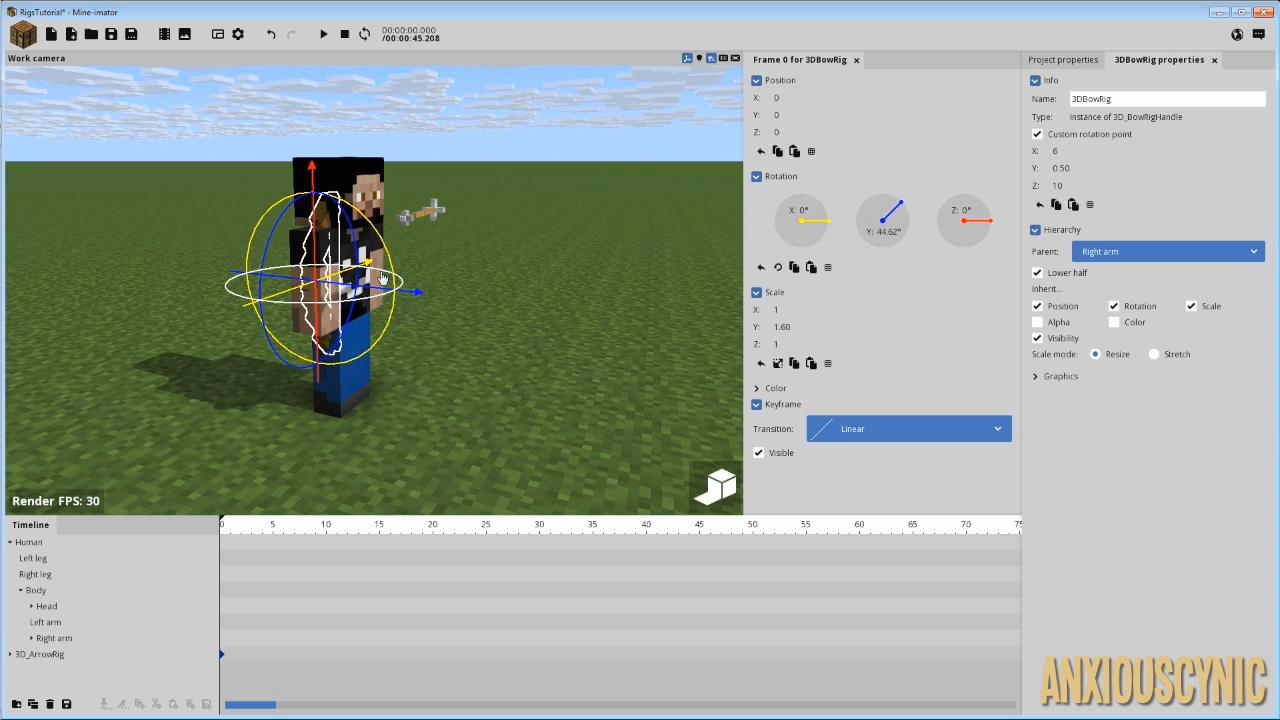 RigsTutorial* - Mine-imator
00:00:00.000
/00:00:45.208
Work camera
Render FPS: 30
Frame 0 for 3DBowRig
Position
X: 0
Y: 0
Z: 0
Rotation
X: 0°
Y: 44.62°
Z: 0°
Scale
X: 1
Y: 1.60
Z: 1
Color
Keyframe
Transition: Linear
Visible
Project properties
3DBowRig properties
Info
Name: 3DBowRig
Type: Instance of 3D_BowRigHandle
Custom rotation point
X: 6
Y: 0.50
Z: 10
Hierarchy
Parent: Right arm
Lower half
Inherit...
Position Rotation Scale
Alpha Color
Visibility
Scale mode: Resize Stretch
Graphics
Timeline
0 5 10 15 20 25 30 35 40 45 50 55 60 65 70 75
Human
Left leg
Right leg
Body
Head
Left arm
Right arm
3D_ArrowRig
ANXIOUSCYNIC